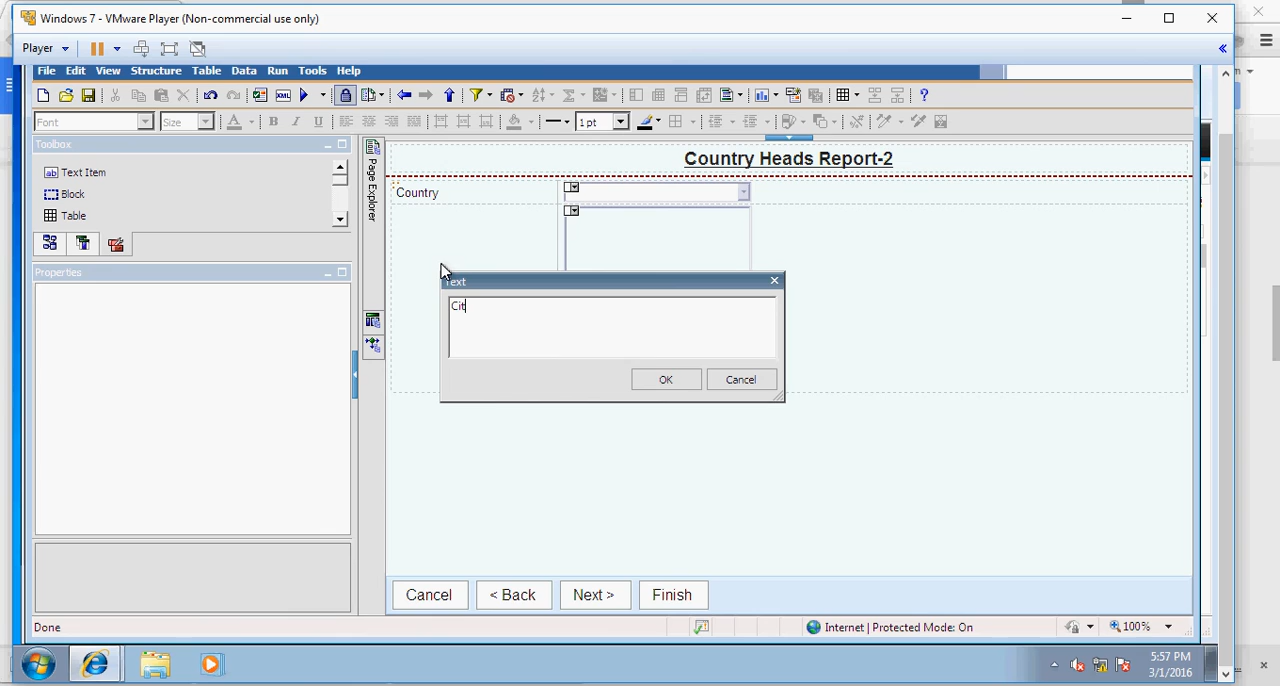 Windows 7 - VMware Player (Non-commercial use only)
Player
File Edit View Structure Table Data Run Tools Help
Font Size 1 pt
Toolbox
Text Item
Block
Table
Properties
Page Explorer
Country Heads Report-2
Country
Text
Cit
OK Cancel
Cancel < Back Next > Finish
Done Internet | Protected Mode: On 100%
5:57 PM
3/1/2016